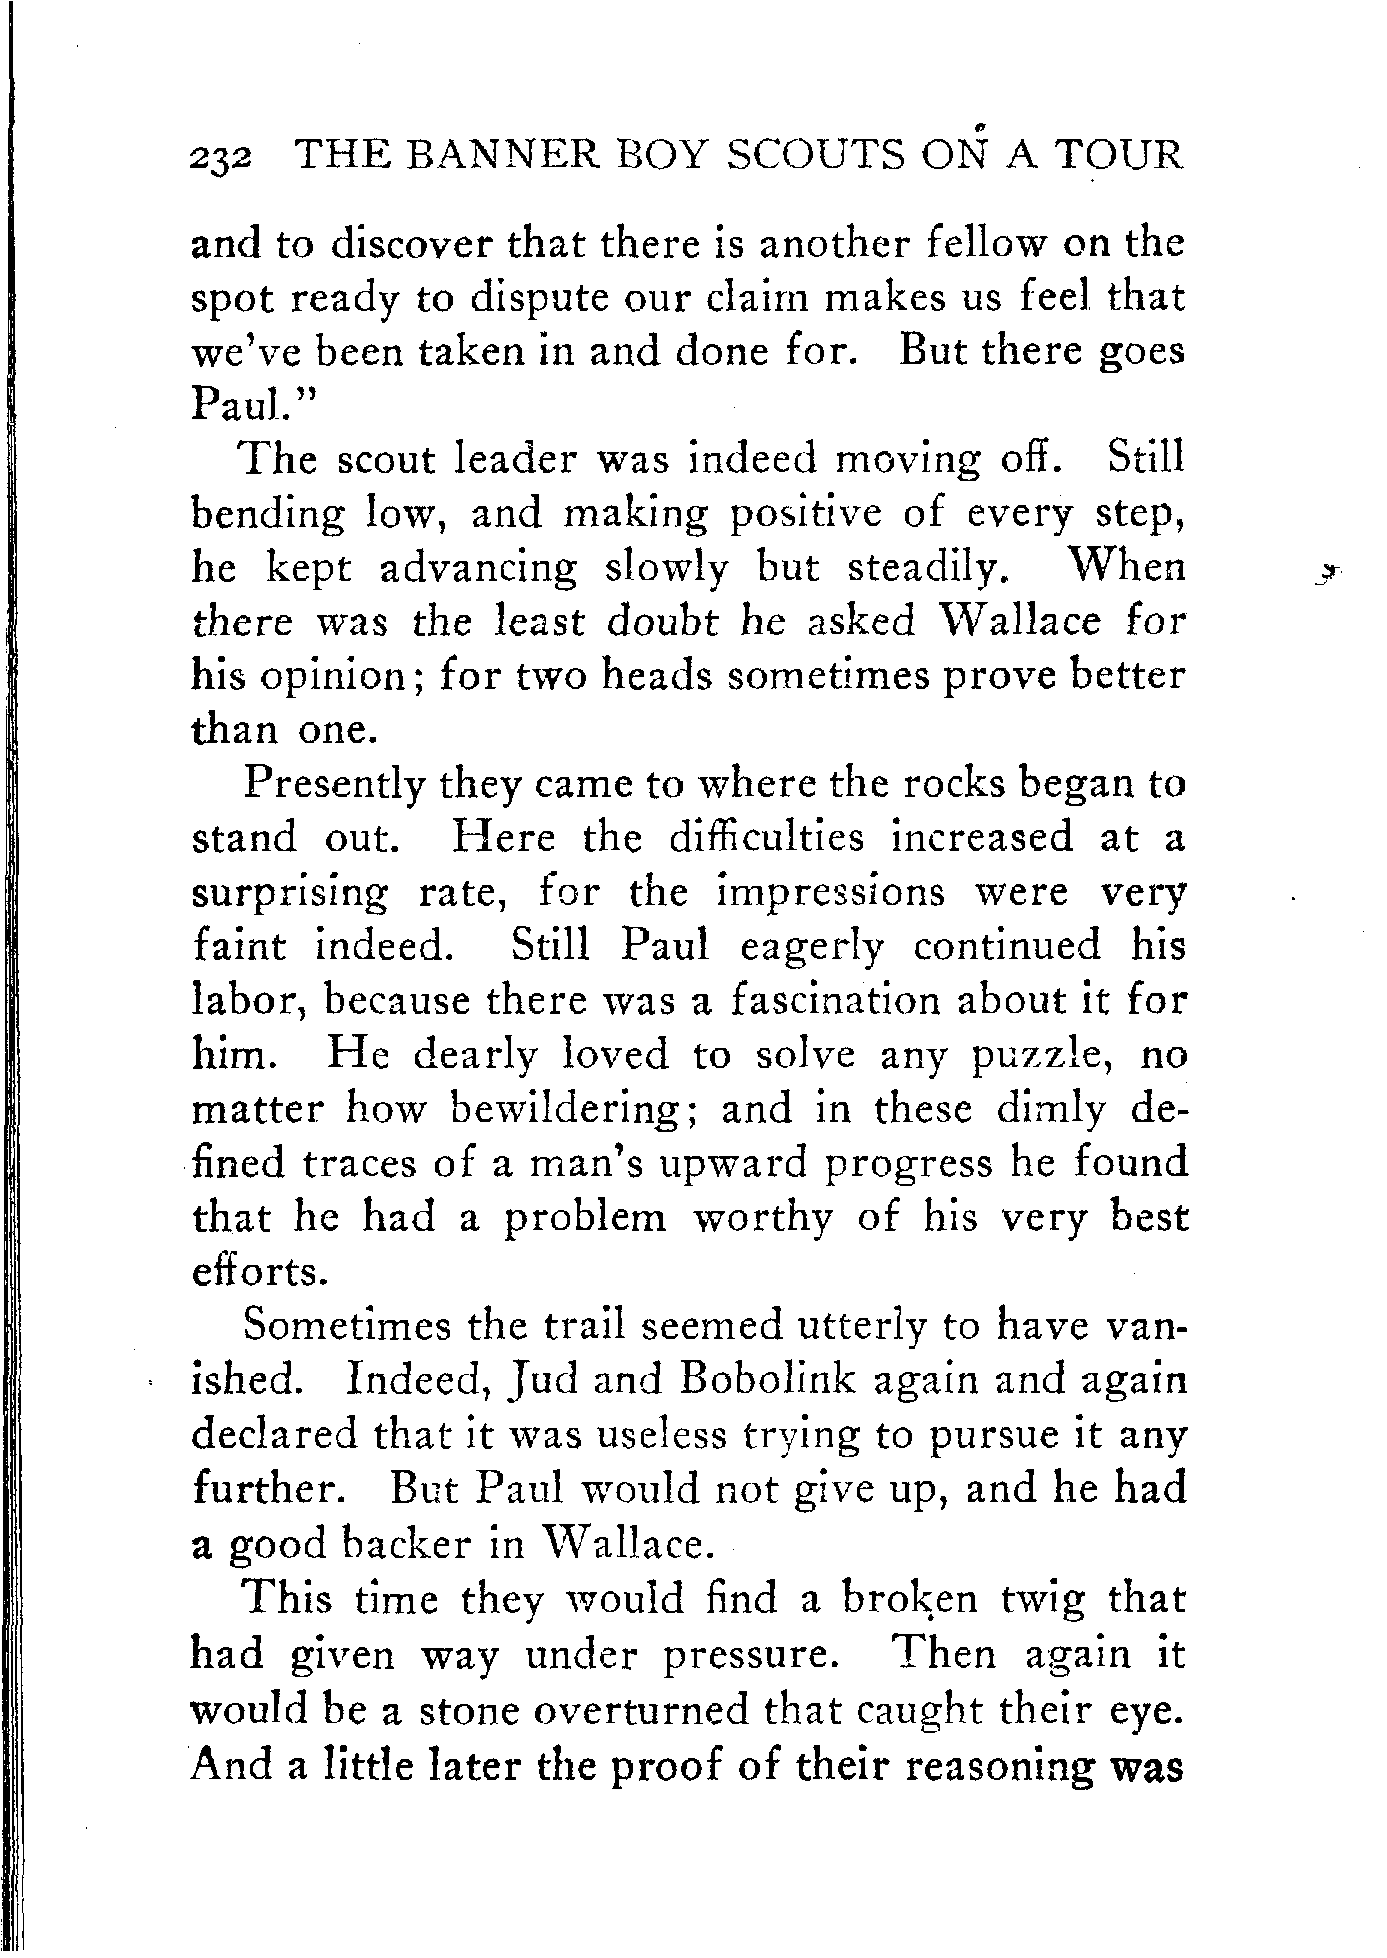 232 THE BANNER BOY SCOUTS ON A TOUR
and to discover that there is another fellow on the
spot ready to dispute our claim makes us feel that
we've been taken in and done for. But there goes
Paul."
The scout leader was indeed moving off. Still
bending low, and making positive of every step,
he kept advancing slowly but steadily. When
there was the least doubt he asked Wallace for
his opinion; for two heads sometimes prove better
than one.
Presently they came to where the rocks began to
stand out. Here the difficulties increased at a
surprising rate, for the impressions were very
faint indeed. Still Paul eagerly continued his
labor, because there was a fascination about it for
him. He dearly loved to solve any puzzle, no
matter how bewildering; and in these dimly de-
fined traces of a man's upward progress he found
that he had a problem worthy of his very best
efforts.
Sometimes the trail seemed utterly to have van-
ished. Indeed, Jud and Bobolink again and again
declared that it was useless trying to pursue it any
further. But Paul would not give up, and he had
a good backer in Wallace.
This time they would find a broken twig that
had given way under pressure. Then again it
would be a stone overturned that caught their eye.
And a little later the proof of their reasoning was